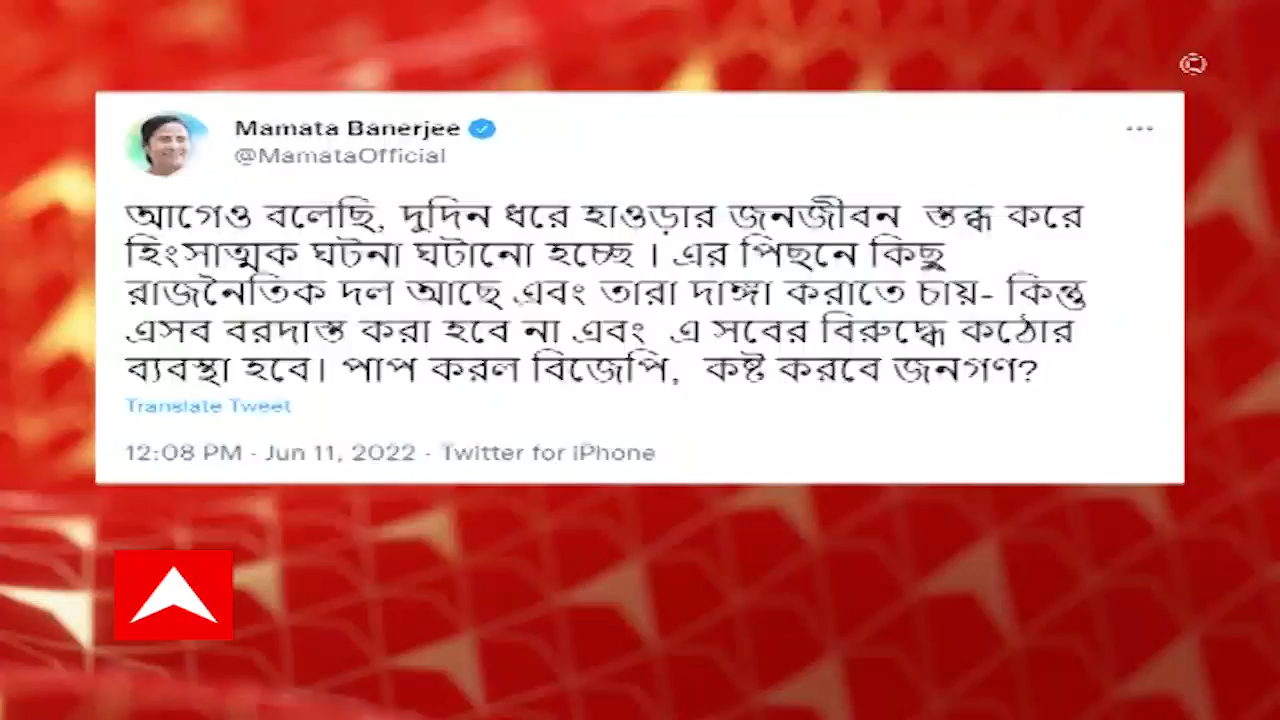 Mamata Banerjee
@MamataOfficial
আগেও বলেছি, দুদিন ধরে হাওড়ার জনজীবন স্তব্ধ করে
হিংসাত্মক ঘটনা ঘটানো হচ্ছে । এর পিছনে কিছু
রাজনৈতিক দল আছে এবং তারা দাঙ্গা করাতে চায়- কিন্তু
এসব বরদাস্ত করা হবে না এবং এ সবের বিরুদ্ধে কঠোর
ব্যবস্থা হবে। পাপ করল বিজেপি, কষ্ট করবে জনগণ?
Translate Tweet
12:08 PM · Jun 11, 2022 · Twitter for iPhone